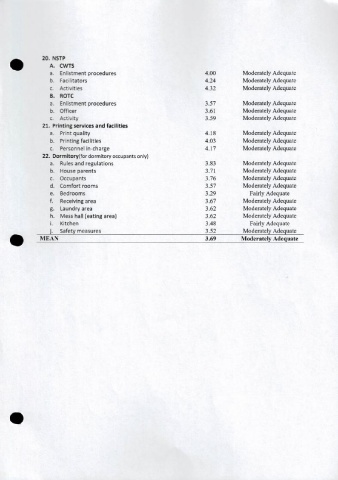 20. NSTP
A. CWTS
a. Enlistment procedures 4.00 Moderately Adequate
b. Facilitators 4.24 Moderately Adequate
c. Activities 4.32 Moderately Adequate
B. ROTC
a. Enlistment procedures 3.57 Moderately Adequate
b. Officer 3.61 Moderately Adequate
c. Activity 3.59 Moderately Adequate
21. Printing services and facilities
a. Print quality 4.18 Moderately Adequate
b. Printing facilities 4.03 Moderately Adequate
c. Personnel in-charge 4.17 Moderately Adequate
22. Dormitory(for dormitory occupants only)
a. Rules and regulations 3.83 Moderately Adequate
b. House parents 3.71 Moderately Adequate
c. Occupants 3.76 Moderately Adequate
d. Comfort rooms 3.57 Moderately Adequate
e. Bedrooms 3.29 Fairly Adequate
f. Receiving area 3.67 Moderately Adequate
g. Laundry area 3.62 Moderately Adequate
h. Mess hall (eating area) 3.62 Moderately Adequate
i. Kitchen 3.48 Fairly Adequate
j. Safety measures 3.52 Moderately Adequate
MEAN 3.69 Moderately Adequate